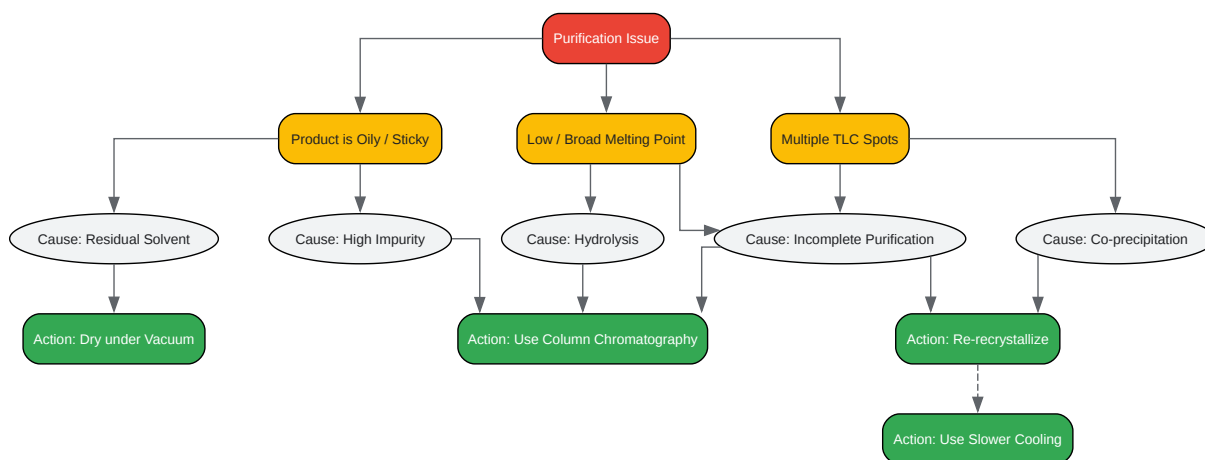 Purification Issue
Product is Oily / Sticky
Low / Broad Melting Point
Multiple TLC Spots
Cause: Residual Solvent
Cause: High Impurity
Cause: Hydrolysis
Cause: Incomplete Purification
Cause: Co-precipitation
Action: Dry under Vacuum
Action: Use Column Chromatography
Action: Re-recrystallize
Action: Use Slower Cooling